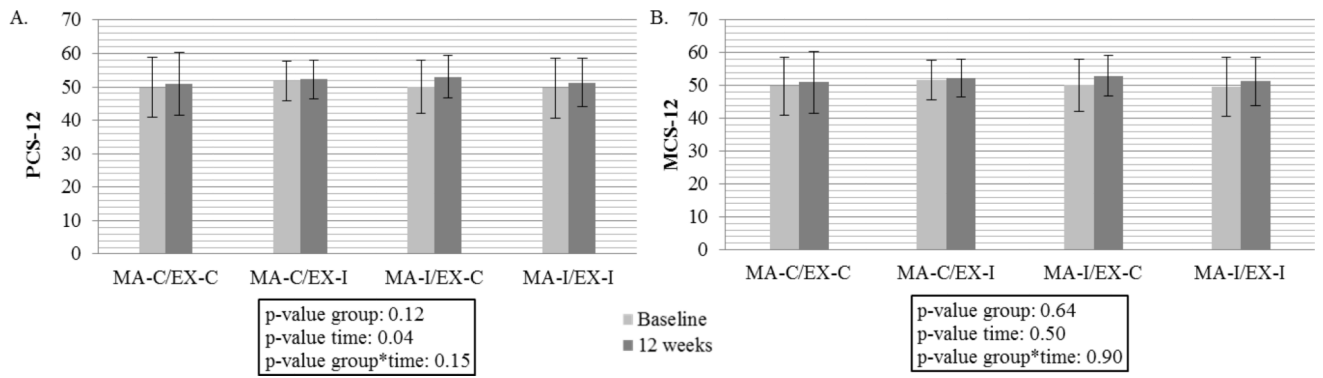 A.
PCS-12
70
60
50
40
30
20
10
0
MA-C/EX-C MA-C/EX-I MA-I/EX-C MA-I/EX-I
p-value group: 0.12
p-value time: 0.04
p-value group*time: 0.15
Baseline
12 weeks
B.
MCS-12
70
60
50
40
30
20
10
0
MA-C/EX-C MA-C/EX-I MA-I/EX-C MA-I/EX-I
p-value group: 0.64
p-value time: 0.50
p-value group*time: 0.90